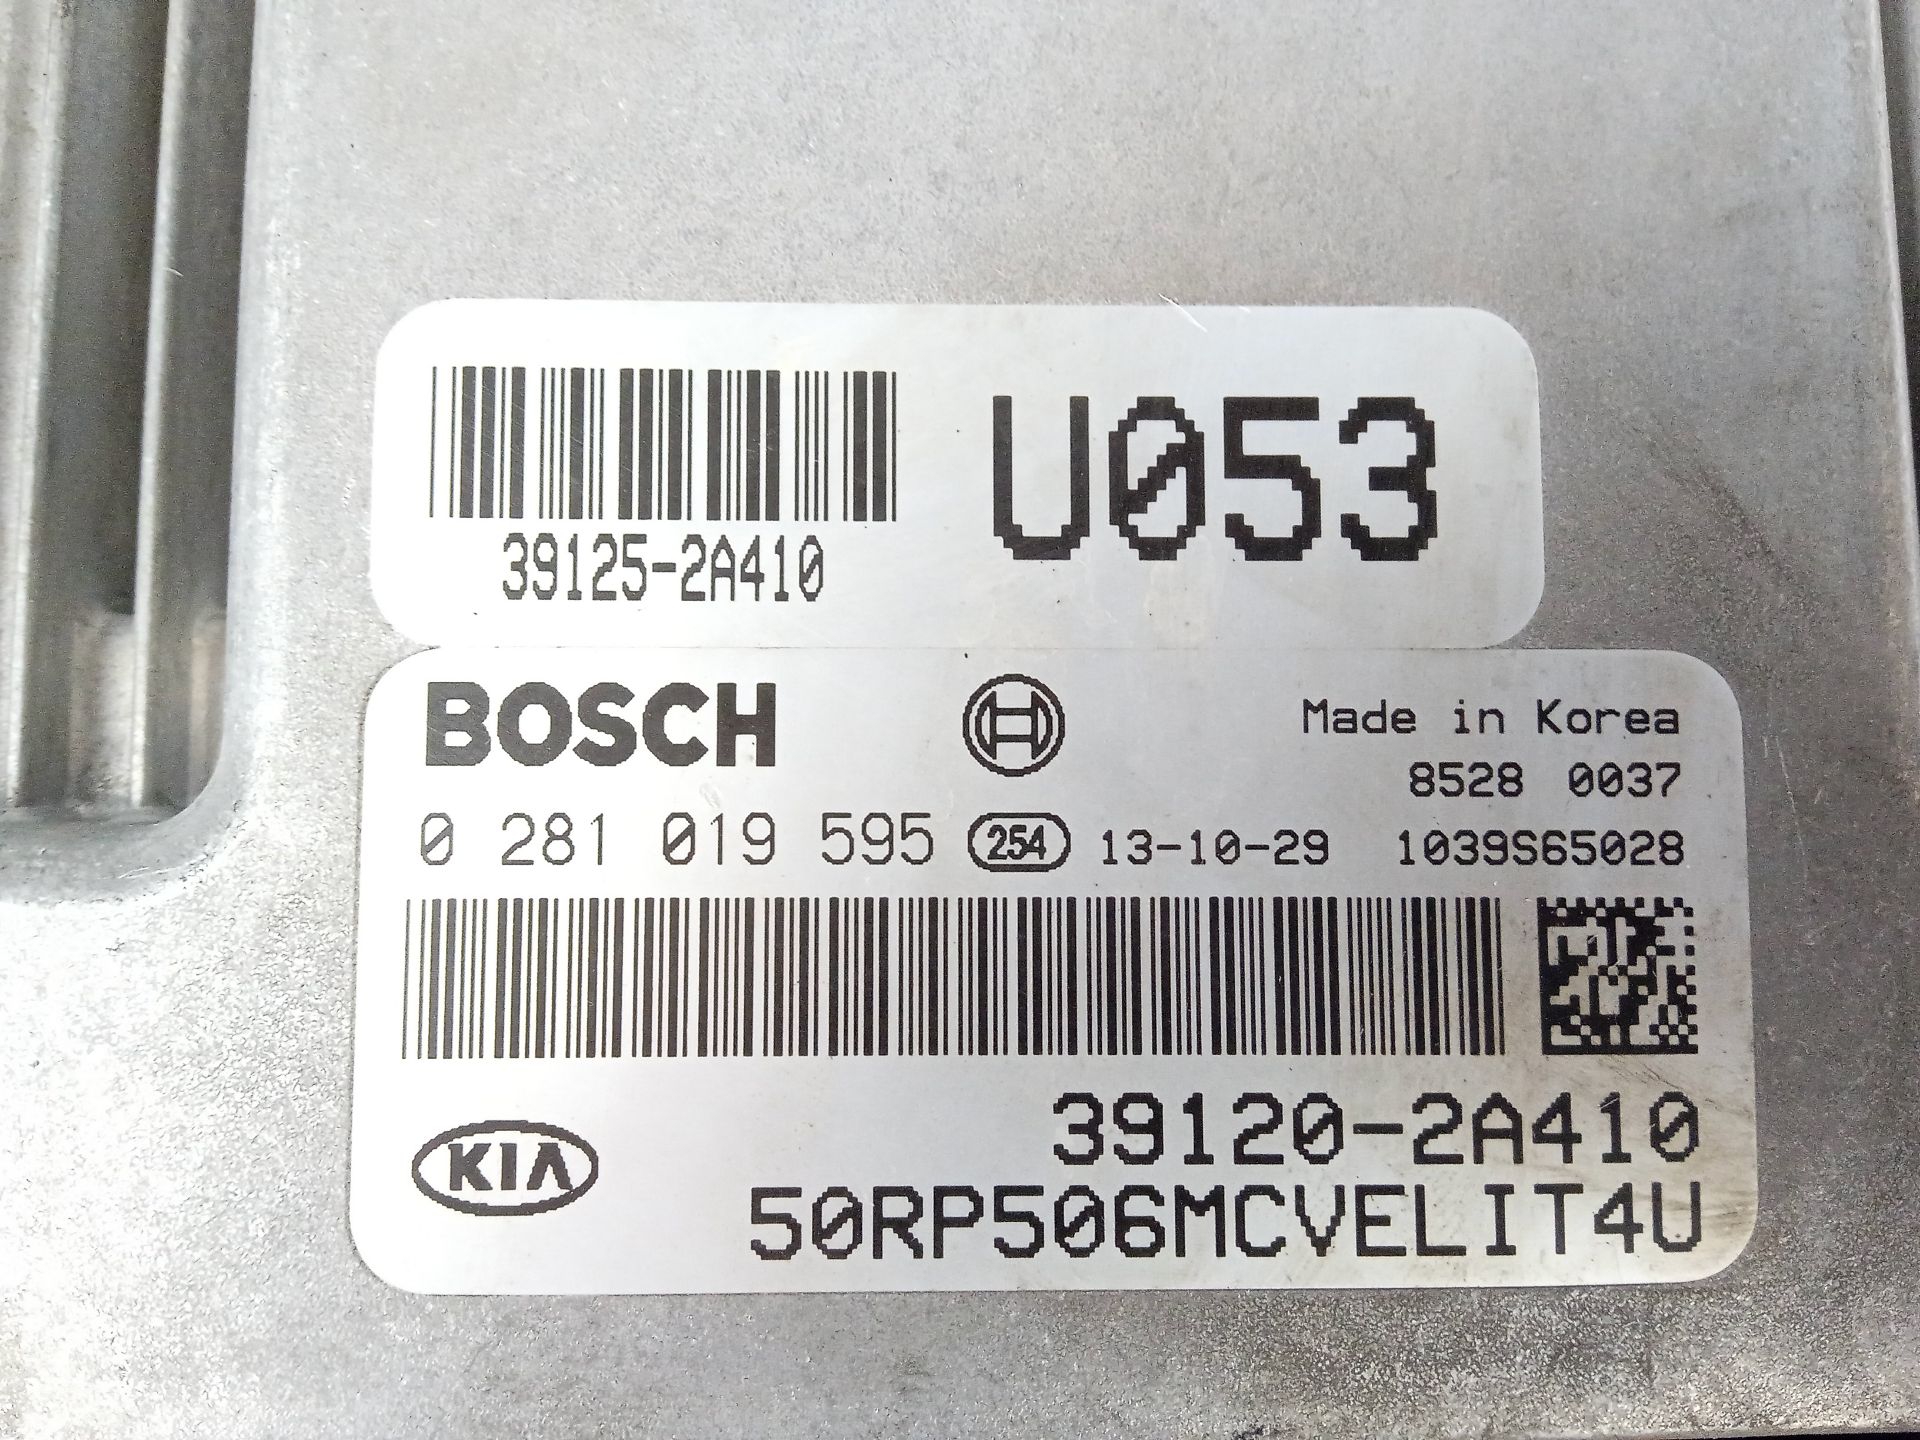 U053
39125-2A410
BOSCH
Made in Korea
8528 0037
0 281 019 595 254 13-10-29 1039S65028
39120-2A410
KIA
50RP506MCVELIT4U